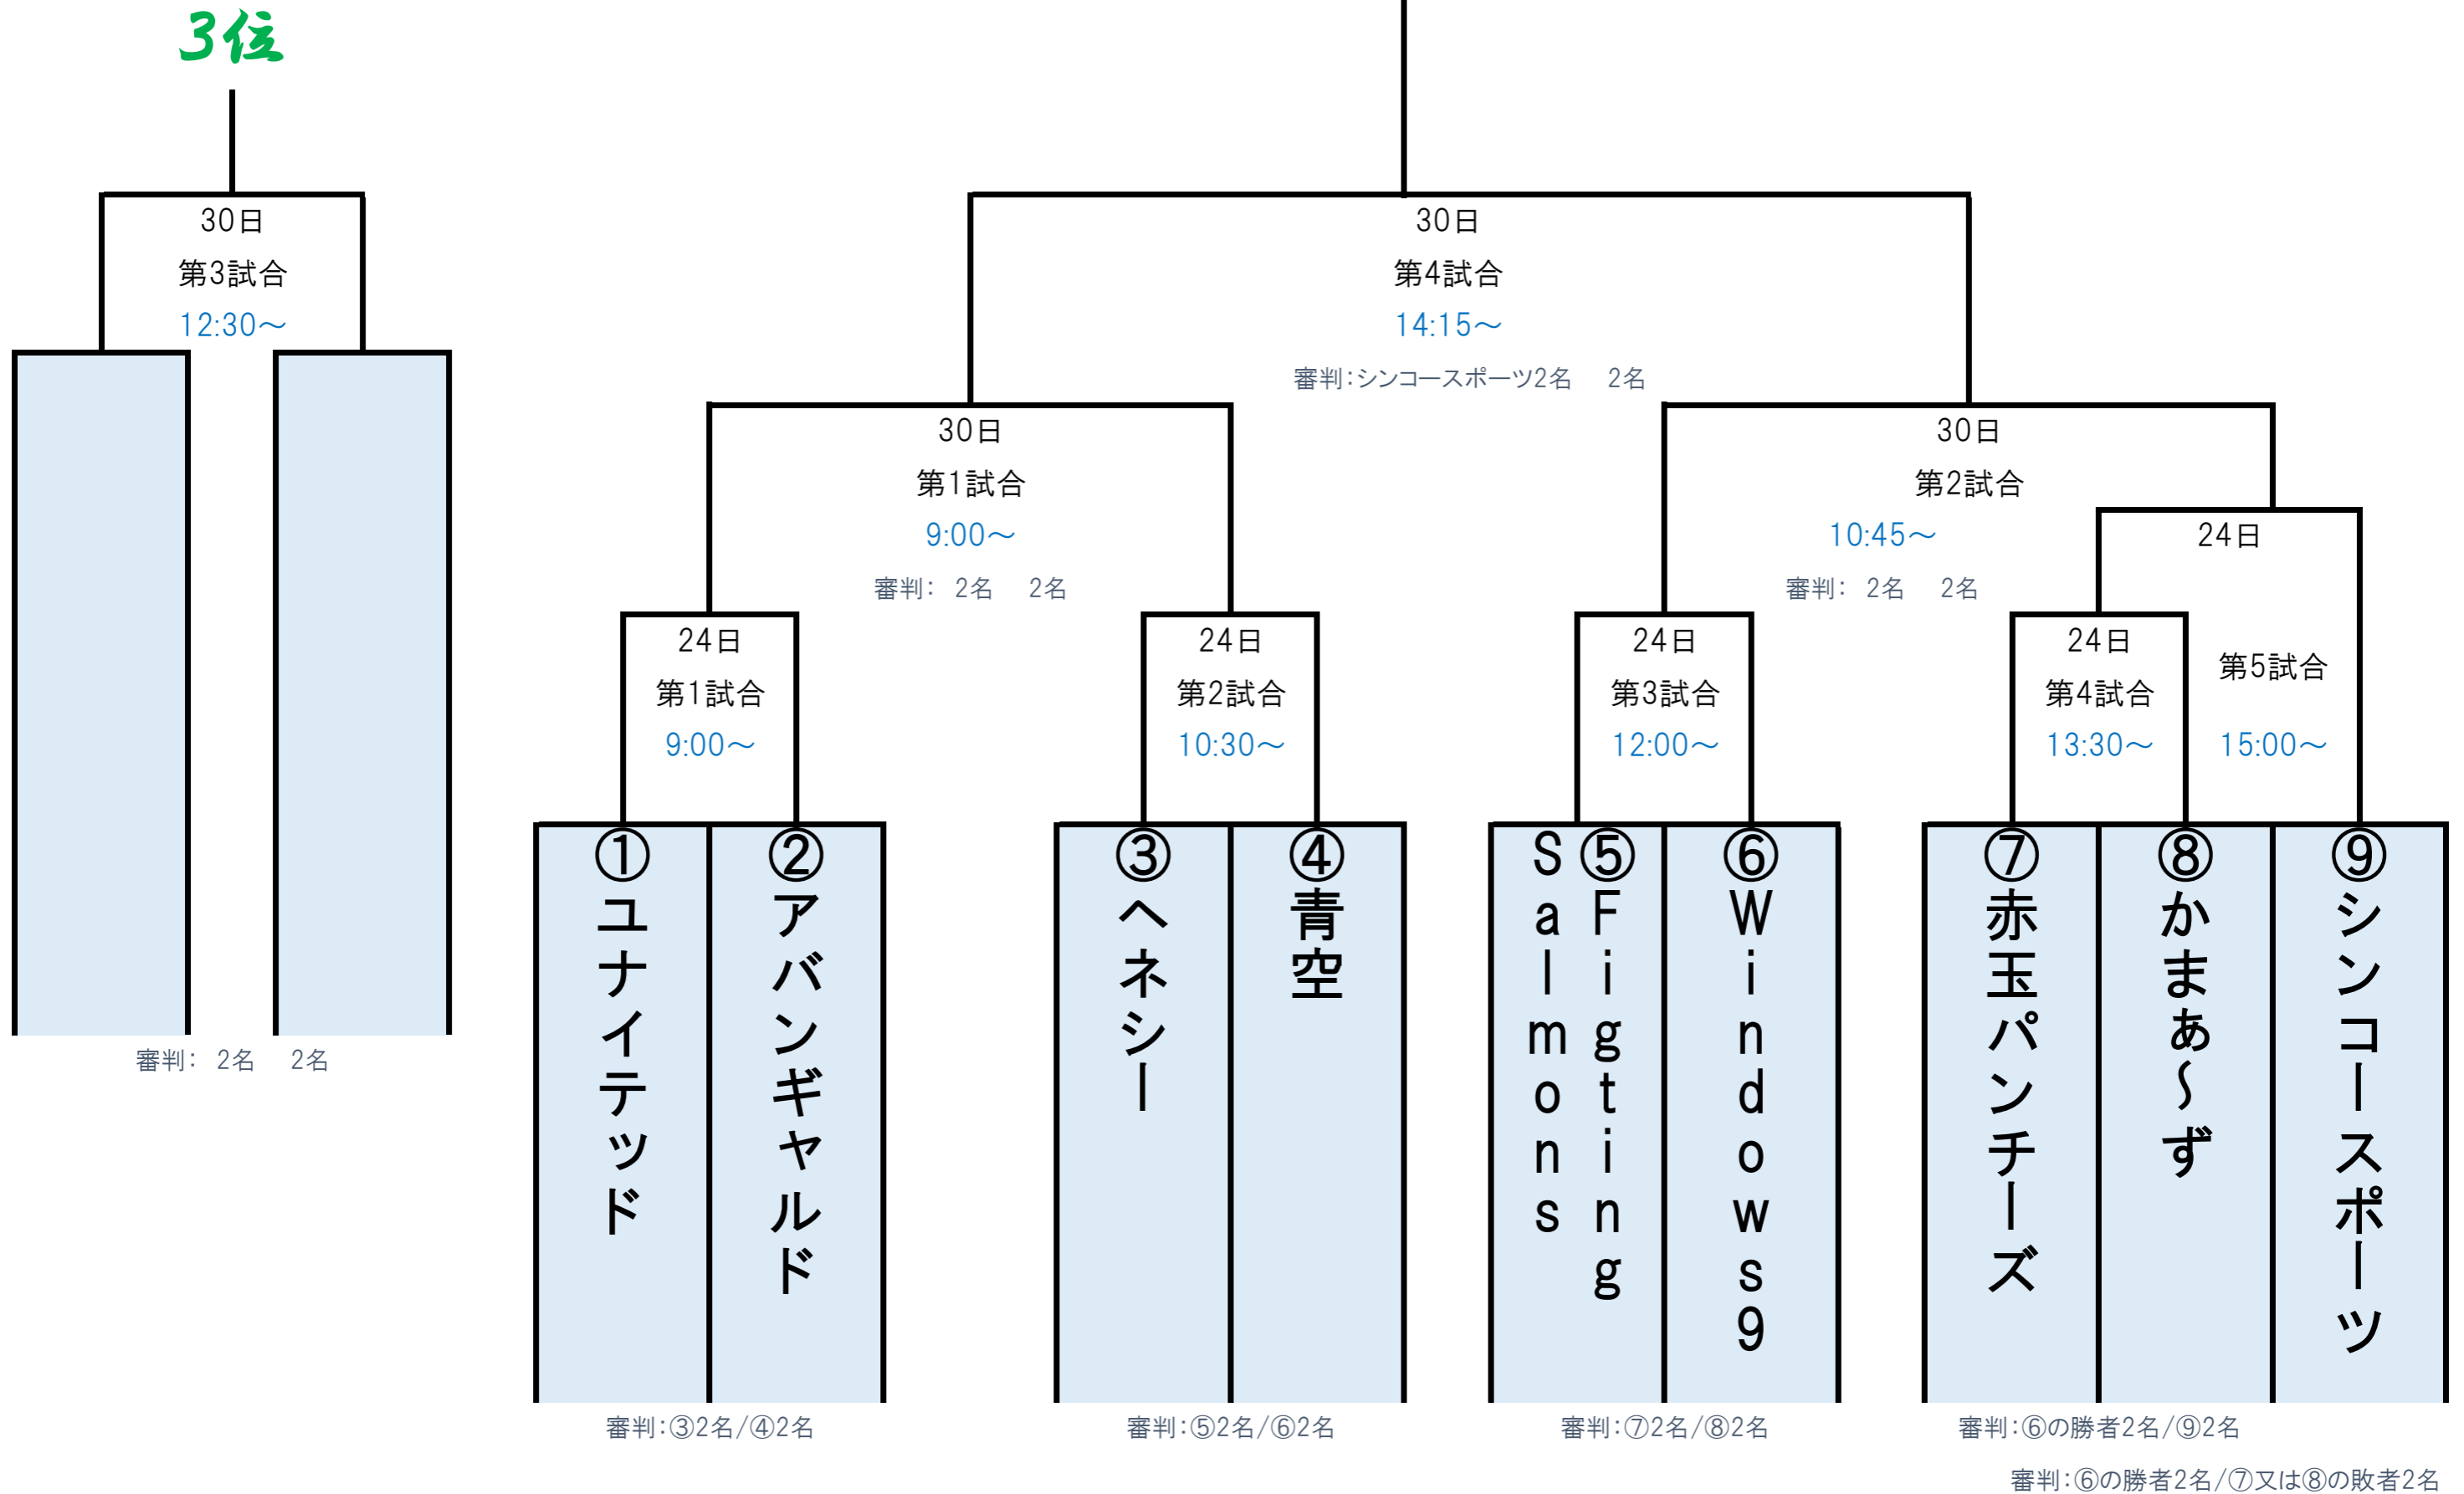 3位
30日
第3試合
12:30～
審判： 2名　2名
30日
第4試合
14:15～
審判：シンコースポーツ2名　2名
30日
第1試合
9:00～
審判： 2名　2名
30日
第2試合
10:45～
審判： 2名　2名
24日
第1試合
9:00～
24日
第2試合
10:30～
24日
第3試合
12:00～
24日
第4試合
13:30～
24日
第5試合
15:00～
①ユナイテッド
②アバンギャルド
③ヘネシー
④青空
⑤Figting
Salmons
⑥Windows9
⑦赤玉パンチーズ
⑧かまぁ～ず
⑨シンコースポーツ
審判：③2名/④2名
審判：⑤2名/⑥2名
審判：⑦2名/⑧2名
審判：⑥の勝者2名/⑨2名
審判：⑥の勝者2名/⑦又は⑧の敗者2名